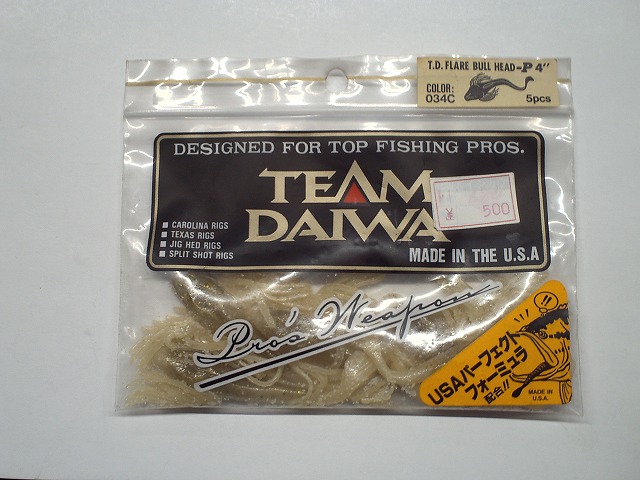 T.D. FLARE BULL HEAD-P 4"
COLOR:
034C
5pcs
DESIGNED FOR TOP FISHING PROS.
TEAM
DAIWA
¥ 500
CAROLINA RIGS
TEXAS RIGS
JIG HED RIGS
SPLIT SHOT RIGS
MADE IN THE U.S.A
Pro's Weapon
!!
USAパーフェクト
フォーミュラ
配合!!
MADE IN
U.S.A.